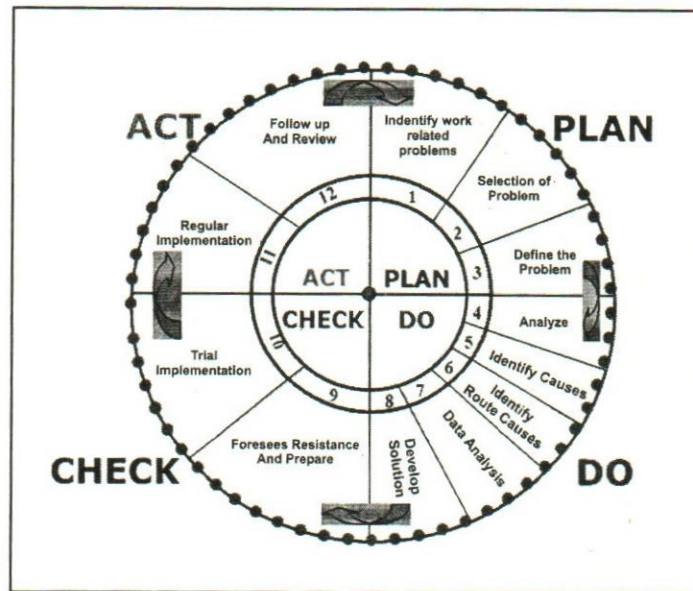 ACT
PLAN
Follow up
And Review
Indentify work
related
problems
Selection of
Problem
Regular
Implementation
Define the
Problem
12
1
2
3
11
ACT
PLAN
CHECK
DO
4
5
6
7
8
9
10
Analyze
Identify Causes
Identify
Route Causes
Data Analysis
Develop
Solution
Trial
Implementation
Foresees Resistance
And Prepare
CHECK
DO